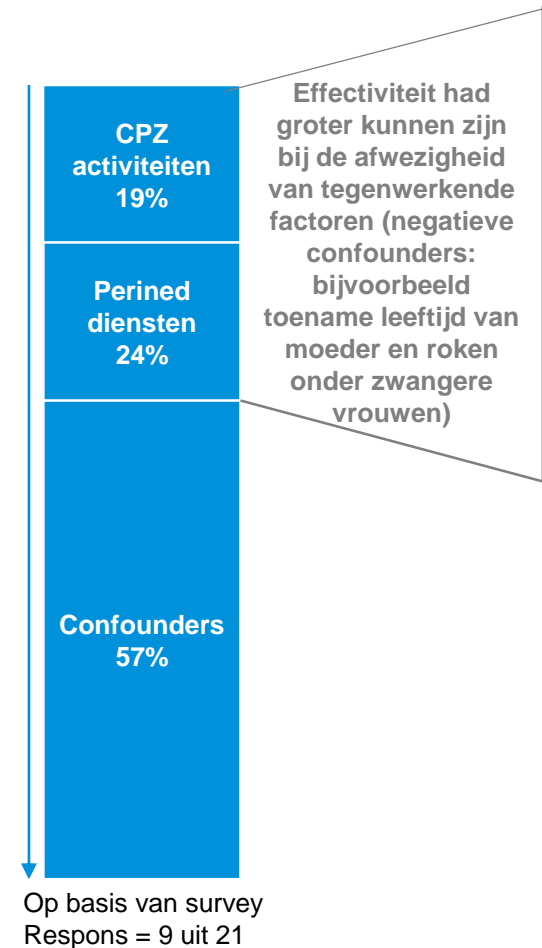 CPZ
activiteiten
19%
Effectiviteit had
groter kunnen zijn
bij de afwezigheid
van tegenwerkende
factoren (negatieve
confounders:
bijvoorbeeld
toename leeftijd van
moeder en roken
onder zwangere
vrouwen)
Perined
diensten
24%
Confounders
57%
Op basis van survey
Respons = 9 uit 21